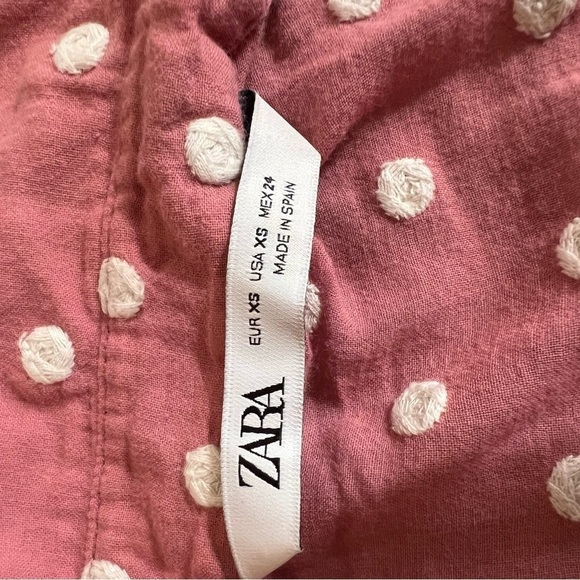 ZARA
EUR XS USA XS MEX 24
MADE IN SPAIN